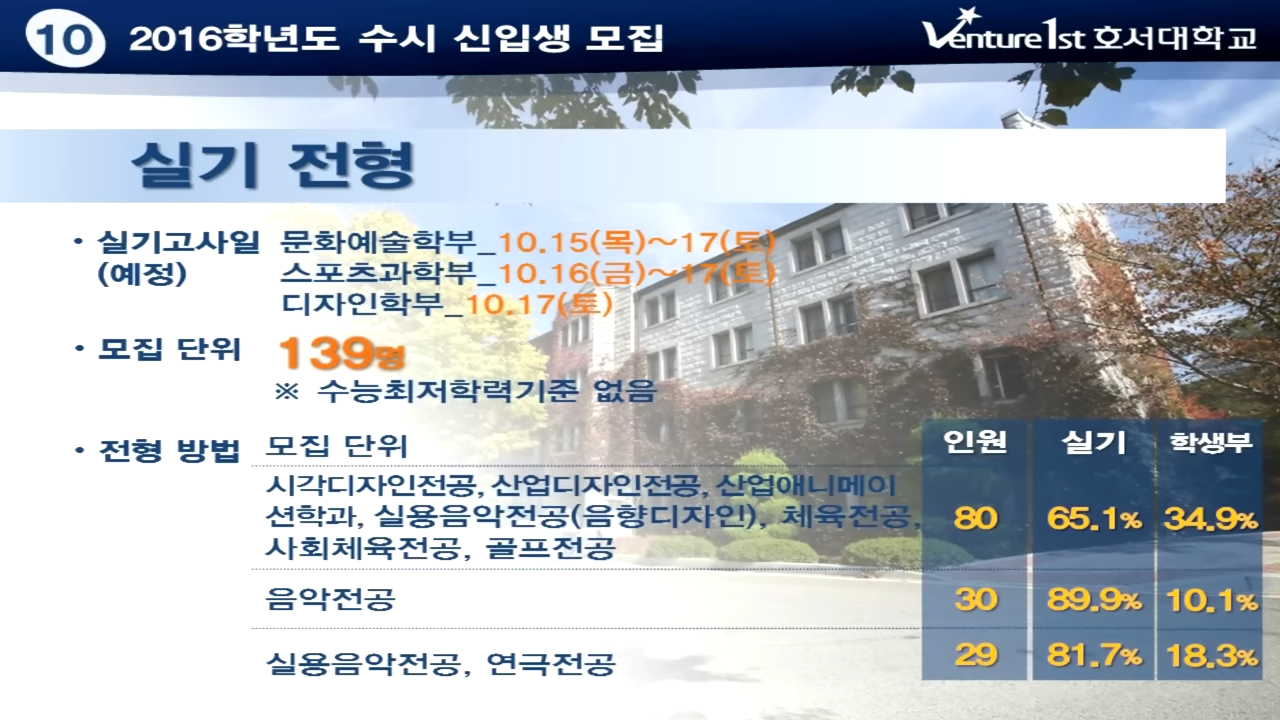 10 2016학년도 수시 신입생 모집
Venture1st 호서대학교
실기 전형
• 실기고사일 문화예술학부_10.15(목)~17(토)
(예정) 스포츠과학부_10.16(금)~17(토)
디자인학부_10.17(토)
• 모집 단위 139명
※ 수능최저학력기준 없음
• 전형 방법 모집 단위 인원 실기 학생부
시각디자인전공, 산업디자인전공, 산업애니메이
션학과, 실용음악전공(음향디자인), 체육전공, 80 65.1% 34.9%
사회체육전공, 골프전공
음악전공 30 89.9% 10.1%
실용음악전공, 연극전공 29 81.7% 18.3%